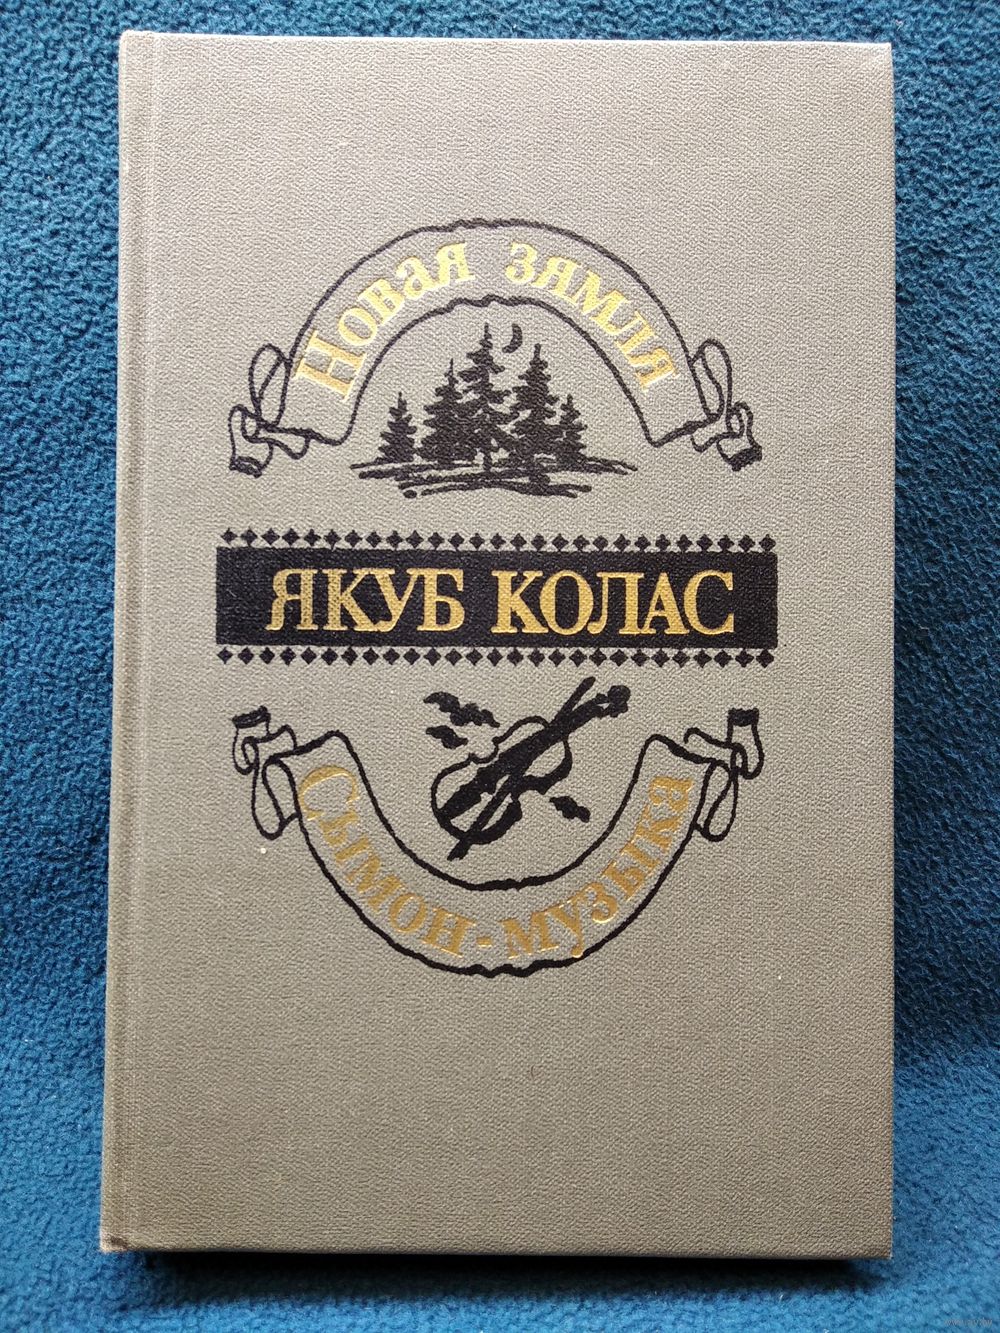 Новая зямля
ЯКУБ КОЛАС
Сымон-музыка